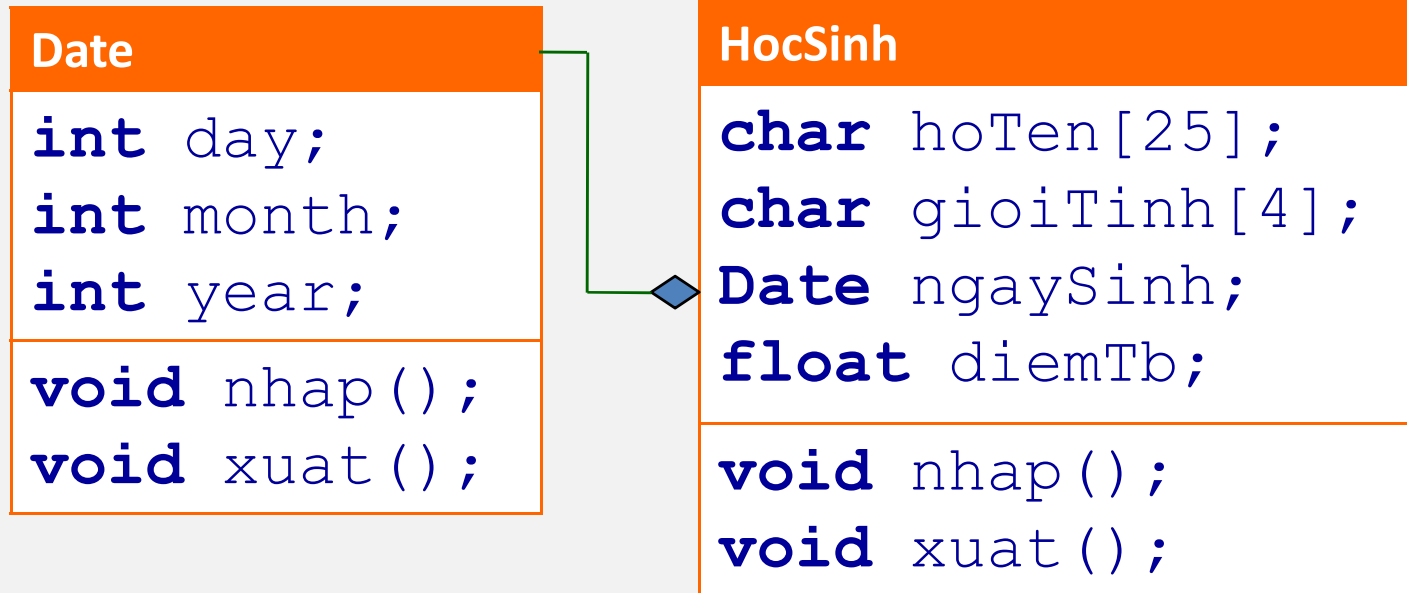 Date
int day;
int month;
int year;
void nhap();
void xuat();
HocSinh
char hoTen[25];
char gioiTinh[4];
Date ngaySinh;
float diemTb;
void nhap();
void xuat();